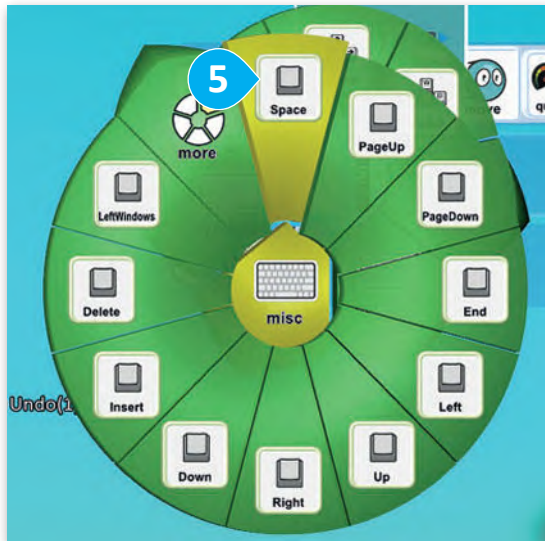 5
Space
more
PageUp
LeftWindows
PageDown
Delete
misc
End
Insert
Left
Undo(1
Down
Up
Right